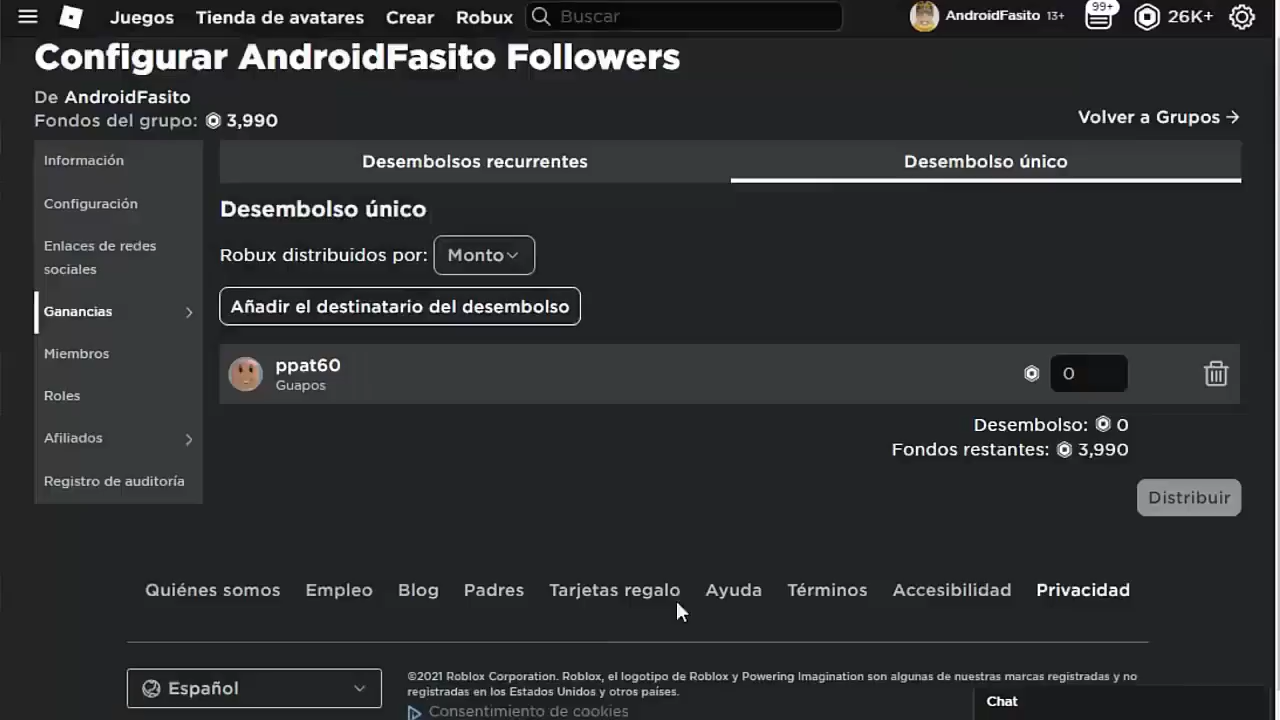 Juegos Tienda de avatares Crear Robux Buscar AndroidFasito 13+ 99+ 26K+
Configurar AndroidFasito Followers
De AndroidFasito
Fondos del grupo: 3,990
Volver a Grupos →
Información
Configuración
Enlaces de redes
sociales
Ganancias
Miembros
Roles
Afiliados
Registro de auditoría
Desembolsos recurrentes Desembolso único
Desembolso único
Robux distribuidos por: Monto
Añadir el destinatario del desembolso
ppat60
Guapos
0
Desembolso: 0
Fondos restantes: 3,990
Distribuir
Quiénes somos Empleo Blog Padres Tarjetas regalo Ayuda Términos Accesibilidad Privacidad
Español
©2021 Roblox Corporation. Roblox, el logotipo de Roblox y Powering Imagination son algunas de nuestras marcas registradas y no
registradas en los Estados Unidos y otros países.
Consentimiento de cookies
Chat